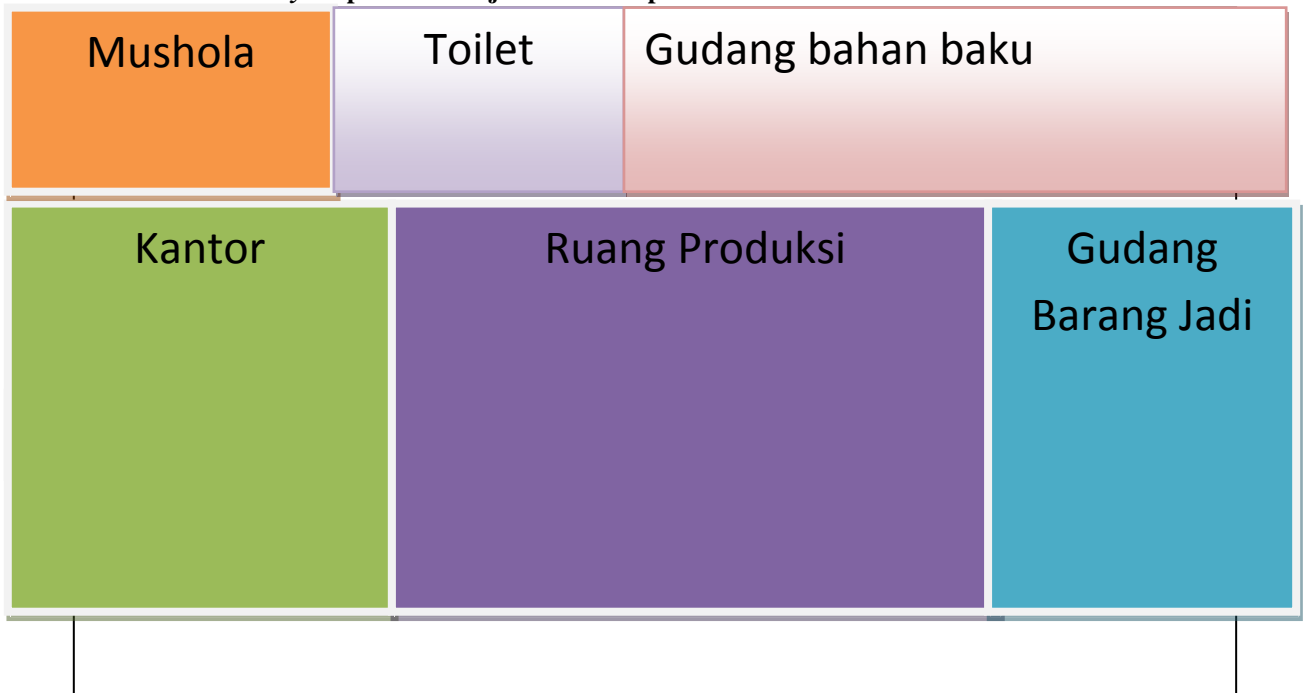 Mushola
Toilet
Gudang bahan baku
Kantor
Ruang Produksi
Gudang
Barang Jadi